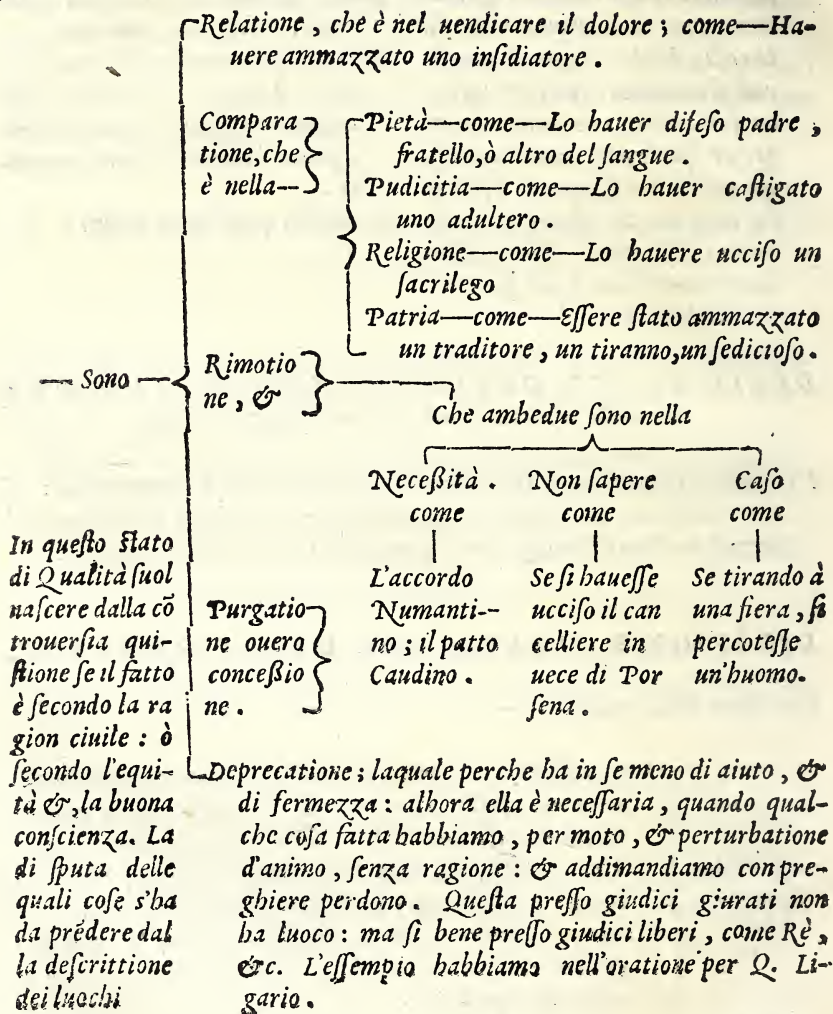 Relatione, che è nel uendicare il dolore; come—Ha-
uere ammazzato uno inſidiatore.
Compara
tione, che
è nella--
Pietà—come—Lo hauer difeſo padre,
fratello, ò altro del ſangue.
Pudicitia—come—Lo hauer caſtigato
uno adultero.
Religione—come—Lo hauere ucciſo un
ſacrilego
Patria—come—Eſſere ſtato ammazzato
un traditore, un tiranno, un ſedicioſo.
— Sono —
Rimotio
ne, &
Che ambedue ſono nella
Neceßità.
come
L'accordo
Numanti--
no; il patto
Caudino.
Non ſapere
come
Se ſi haueſſe
ucciſo il can
celliere in
uece di Por
ſena.
Caſo
come
Se tirando à
una fiera, ſi
percoteſſe
un'huomo.
Purgatio
ne ouero
conceßio
ne.
In queſto ſtato
di Qualità ſuol
naſcere dalla cō
trouerſia qui-
ſtione ſe il fatto
è ſecondo la ra
gion ciuile: ò
ſecondo l'equi-
tà &, la buona
conſcienza. La
di ſputa delle
quali coſe s'ha
da prēdere dal
la deſcrittione
dei luochi
Deprecatione; laquale perche ha in ſe meno di aiuto, &
di fermezza: alhora ella è neceſſaria, quando qual-
che coſa fatta habbiamo, per moto, & perturbatione
d'animo, ſenza ragione: & addimandiamo con pre-
ghiere perdono. Queſta preſſo giudici giurati non
ha luoco: ma ſi bene preſſo giudici liberi, come Rè,
&c. L'eſſempio habbiamo nell'oratione per Q. Li-
gario.